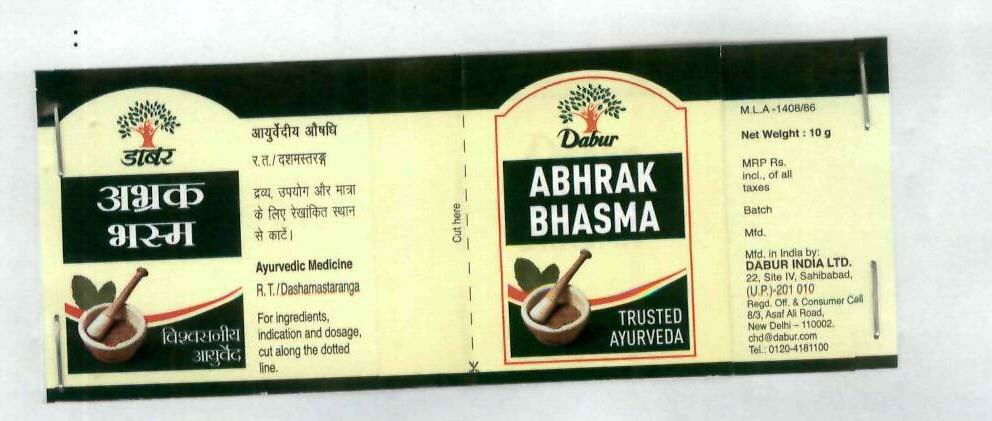 डाबर
अभ्रक
भस्म
विश्वसनीय
आयुर्वेद
आयुर्वेदीय औषधि
र.त./दशमस्तरङ्ग
द्रव्य, उपयोग और मात्रा
के लिए रेखांकित स्थान
से काटें।
Ayurvedic Medicine
R.T./Dashamastaranga
For ingredients,
indication and dosage,
cut along the dotted
line.
Cut here
Dabur
ABHRAK
BHASMA
TRUSTED
AYURVEDA
M.L.A -1408/86
Net Weight : 10 g
MRP Rs.
incl., of all
taxes
Batch
Mfd.
Mfd. in India by:
DABUR INDIA LTD.
22, Site IV, Sahibabad,
(U.P.)-201 010
Regd. Off. & Consumer Cell
8/3, Asaf Ali Road,
New Delhi – 110002.
chd@dabur.com
Tel.: 0120-4181100